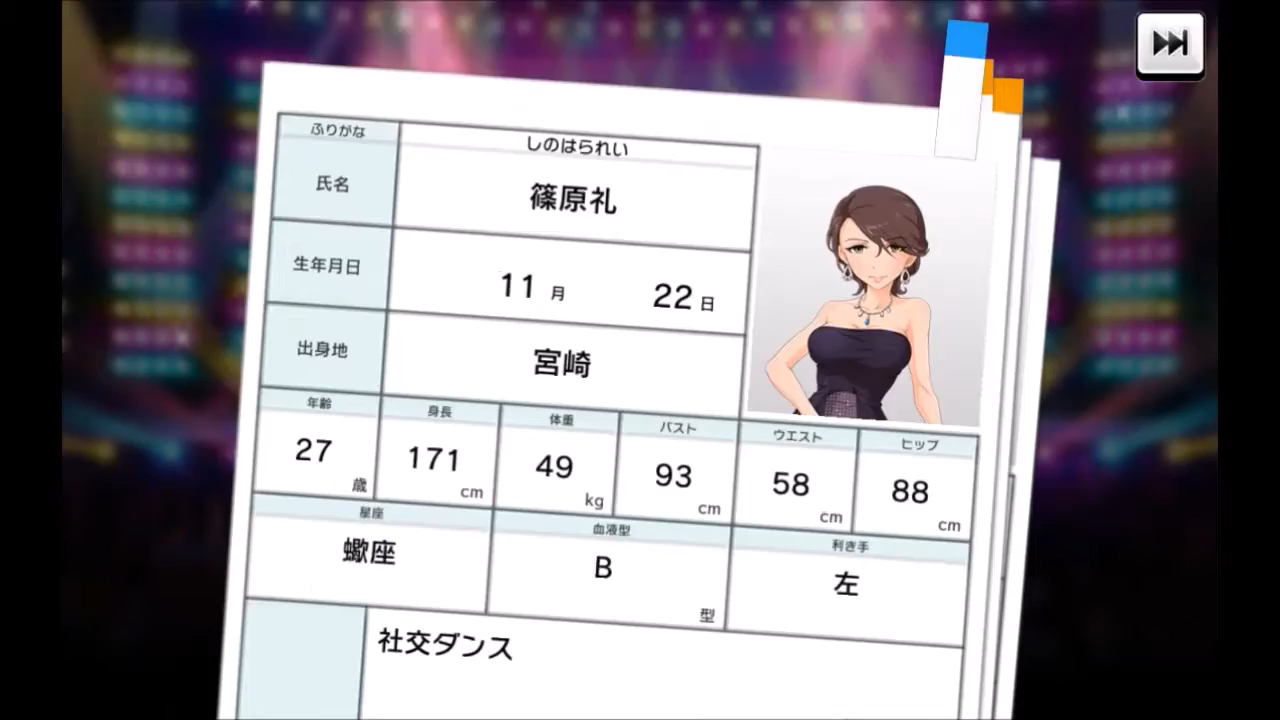 ふりがな
しのはられい
氏名
篠原礼
生年月日
11 月 22 日
出身地
宮崎
年齢 身長 体重 バスト ウエスト ヒップ
27 歳 171 cm 49 kg 93 cm 58 cm 88 cm
星座 血液型 利き手
蠍座 B 型 左
社交ダンス